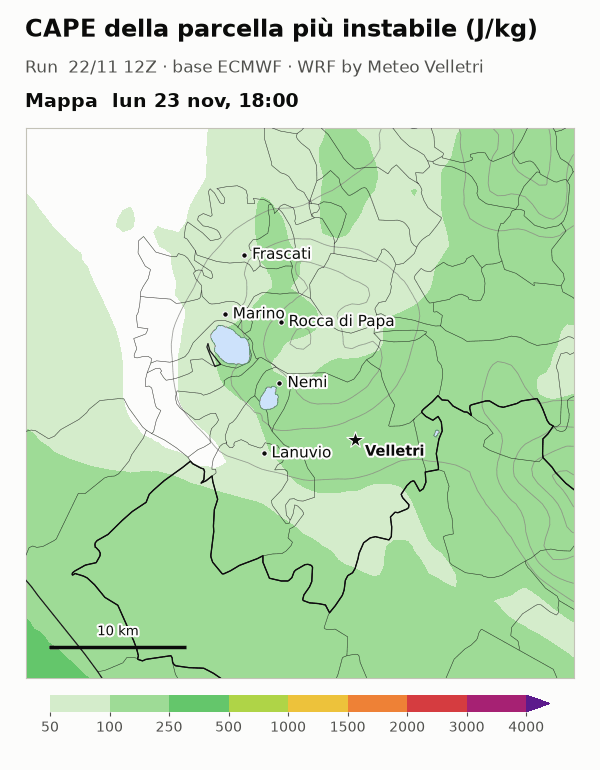 CAPE della parcella più instabile (J/kg)
Run  22/11 12Z · base ECMWF · WRF by Meteo Velletri
Mappa  lun 23 nov, 18:00
Frascati
Marino
Rocca di Papa
Nemi
Velletri
Lanuvio
10 km
50 100 250 500 1000 1500 2000 3000 4000